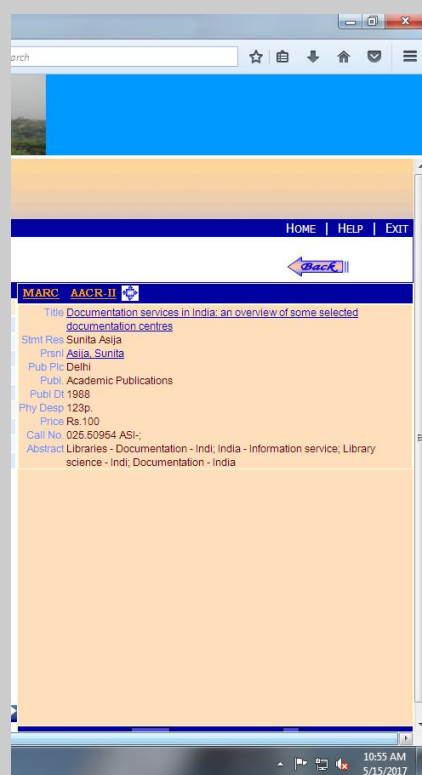 arch
HOME | HELP | EXIT
Back
MARC AACR-II
Title Documentation services in India: an overview of some selected
documentation centres
Stmt Res Sunita Asija
Prsnl Asija, Sunita
Pub Plc Delhi
Publ. Academic Publications
Publ Dt 1988
Phy Desp 123p.
Price Rs.100
Call No. 025.50954 ASI-;
Abstract Libraries - Documentation - Indi; India - Information service; Library
science - Indi; Documentation - India
10:55 AM
5/15/2017